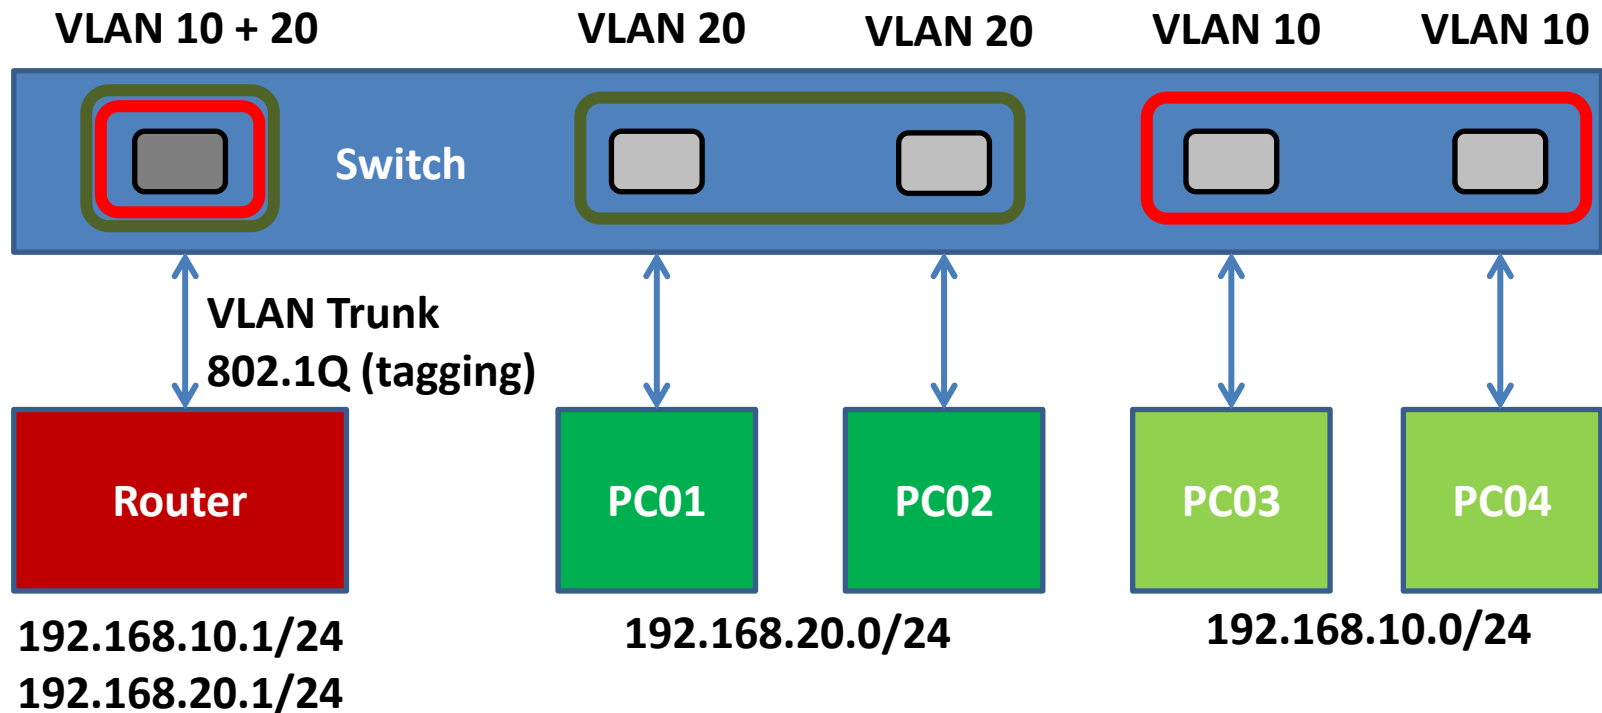 VLAN 10 + 20
VLAN 20
VLAN 20
VLAN 10
VLAN 10
Switch
VLAN Trunk
802.1Q (tagging)
Router
PC01
PC02
PC03
PC04
192.168.10.1/24
192.168.20.1/24
192.168.20.0/24
192.168.10.0/24